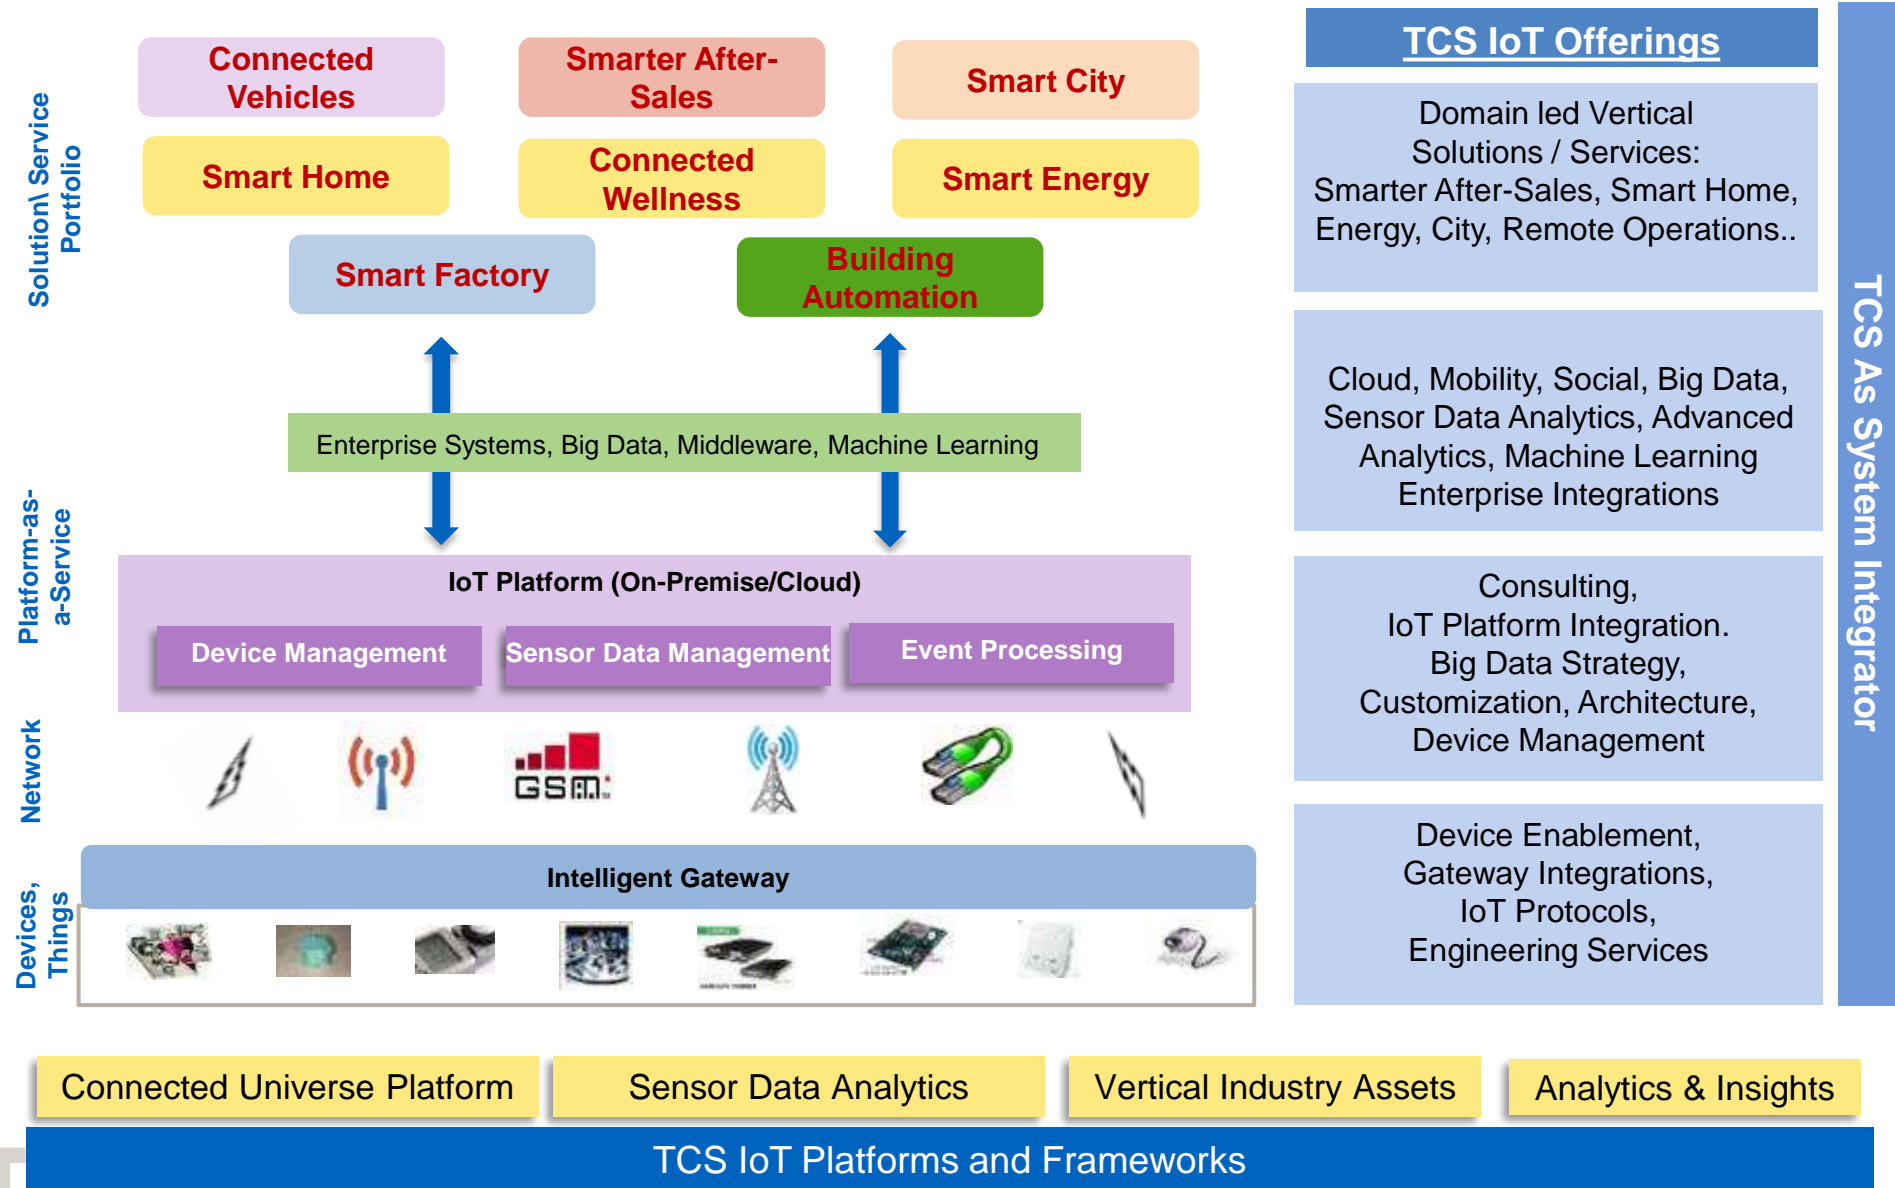 Connected
Vehicles
Smarter After-
Sales
Smart City
Smart Home
Connected
Wellness
Smart Energy
Smart Factory
Building
Automation
Solution\ Service
Portfolio
Enterprise Systems, Big Data, Middleware, Machine Learning
Platform-as-
a-Service
IoT Platform (On-Premise/Cloud)
Device Management
Sensor Data Management
Event Processing
Network
GSM
Devices,
Things
Intelligent Gateway
TCS IoT Offerings
Domain led Vertical
Solutions / Services:
Smarter After-Sales, Smart Home,
Energy, City, Remote Operations..
Cloud, Mobility, Social, Big Data,
Sensor Data Analytics, Advanced
Analytics, Machine Learning
Enterprise Integrations
Consulting,
IoT Platform Integration.
Big Data Strategy,
Customization, Architecture,
Device Management
Device Enablement,
Gateway Integrations,
IoT Protocols,
Engineering Services
TCS As System Integrator
Connected Universe Platform
Sensor Data Analytics
Vertical Industry Assets
Analytics & Insights
TCS IoT Platforms and Frameworks